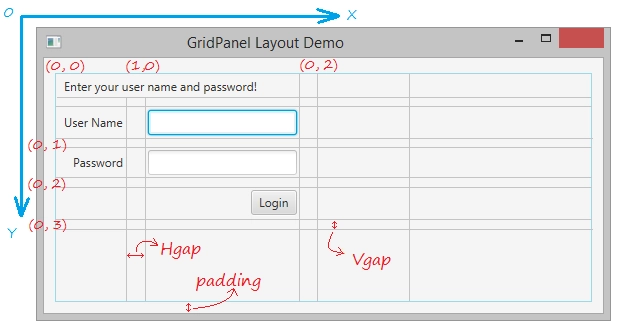 O X
GridPanel Layout Demo
(0,0) (1,0) (0,2)
Enter your user name and password!
User Name
(0,1)
Password
(0,2)
Login
(0,3)
Y
Hgap
Vgap
padding